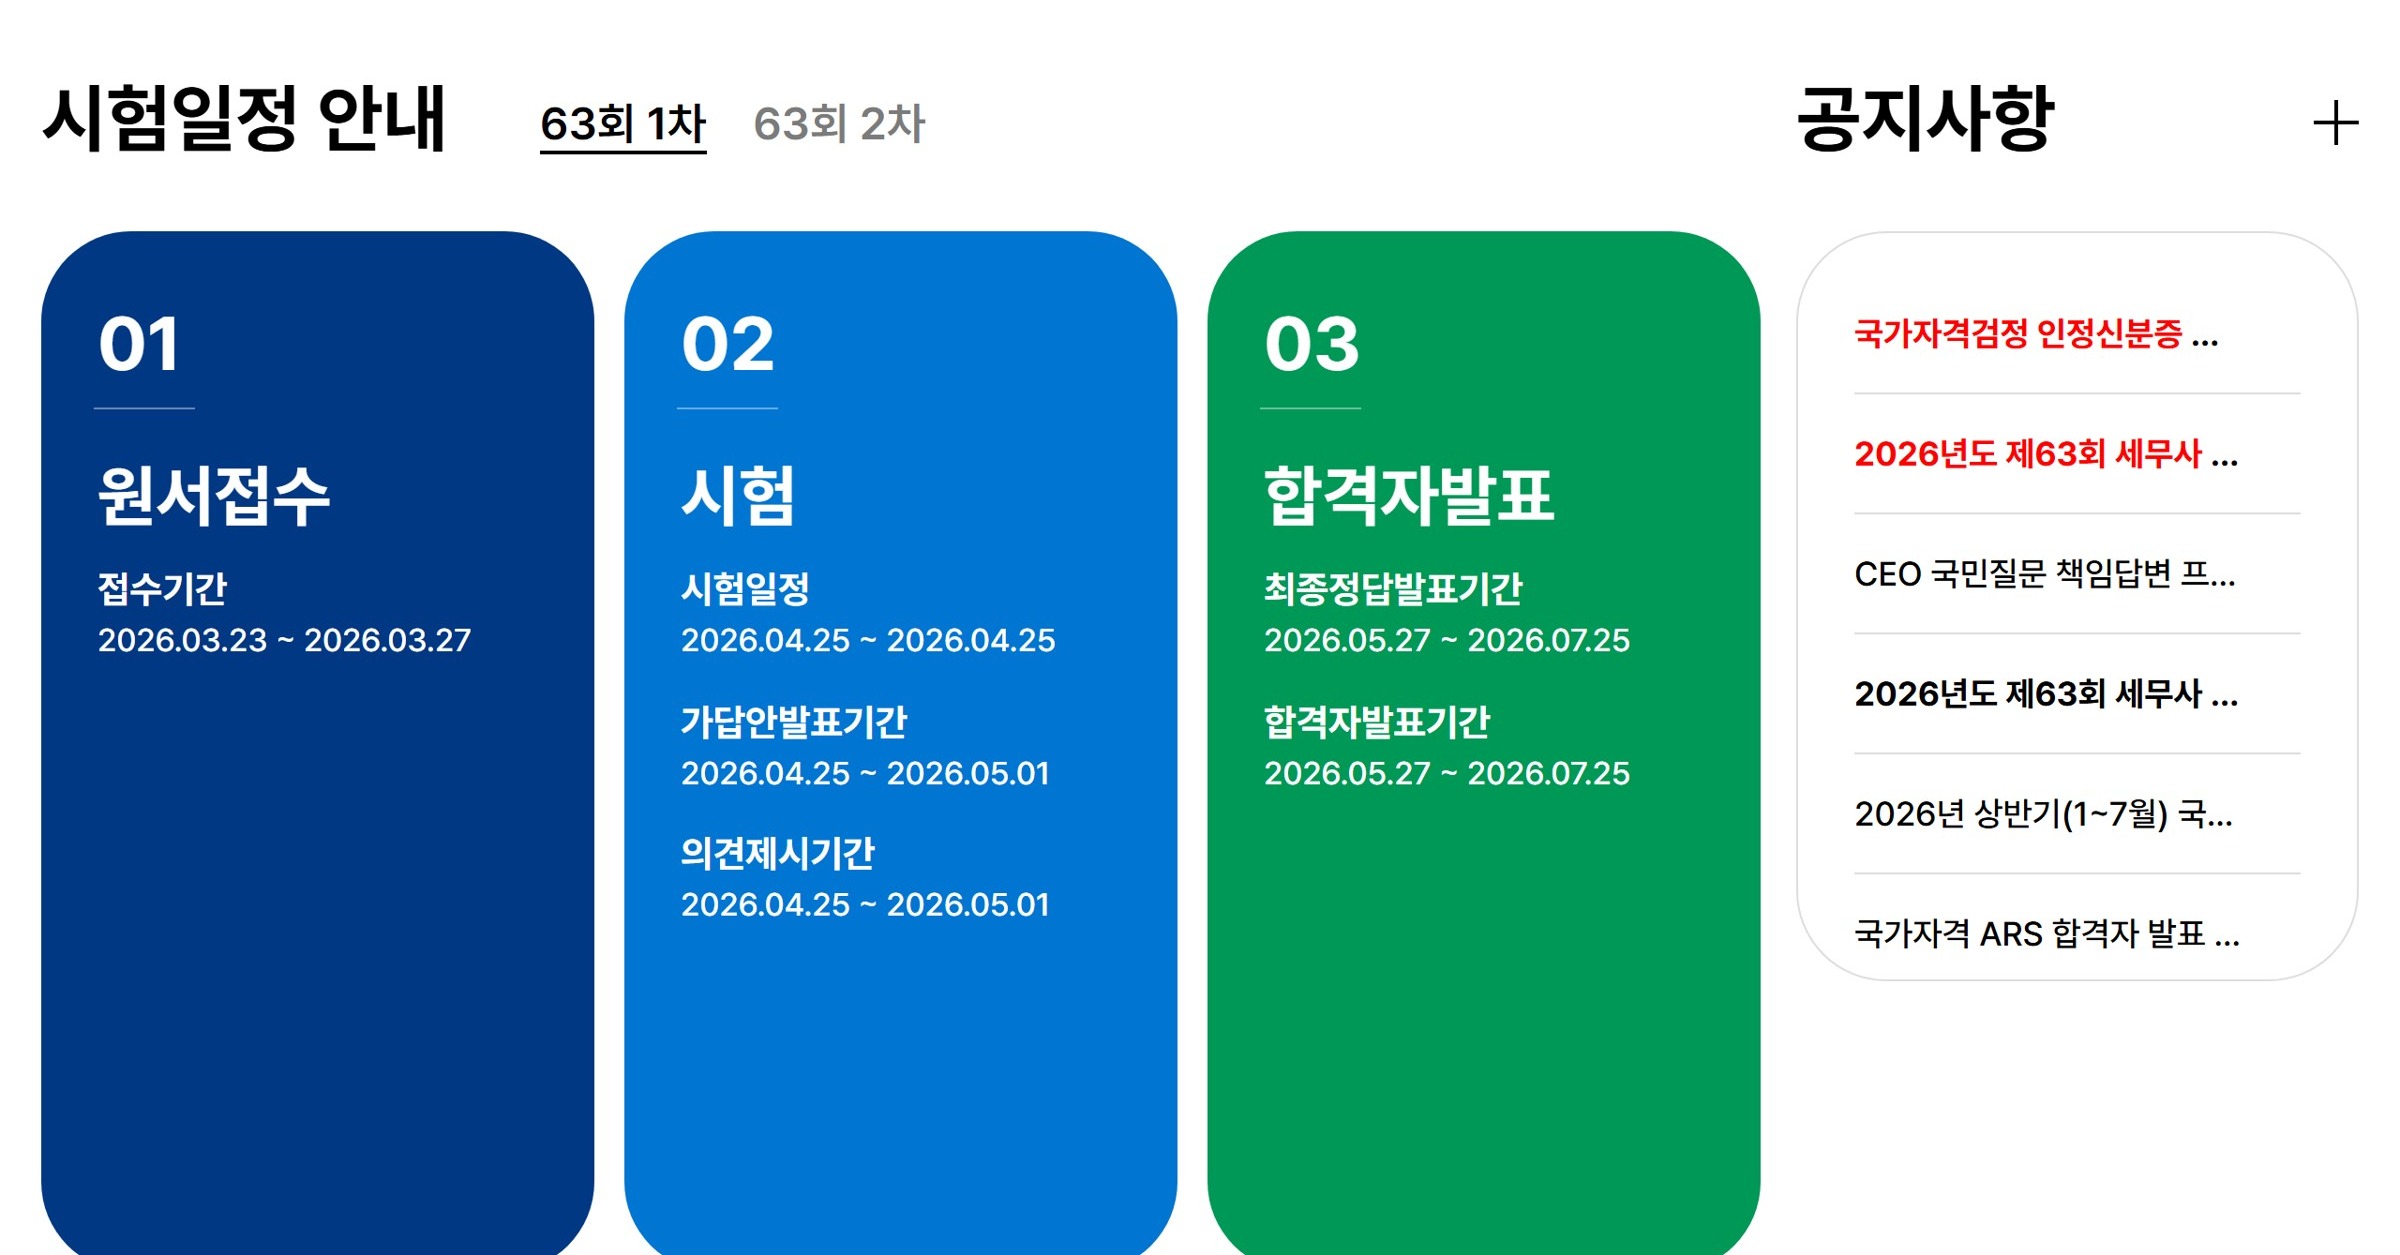 시험일정 안내
63회 1차
63회 2차
01
원서접수
접수기간
2026.03.23 ~ 2026.03.27
02
시험
시험일정
2026.04.25 ~ 2026.04.25
가답안발표기간
2026.04.25 ~ 2026.05.01
의견제시기간
2026.04.25 ~ 2026.05.01
03
합격자발표
최종정답발표기간
2026.05.27 ~ 2026.07.25
합격자발표기간
2026.05.27 ~ 2026.07.25
공지사항
국가자격검정 인정신분증 ...
2026년도 제63회 세무사 ...
CEO 국민질문 책임답변 프...
2026년도 제63회 세무사 ...
2026년 상반기(1~7월) 국...
국가자격 ARS 합격자 발표 ...